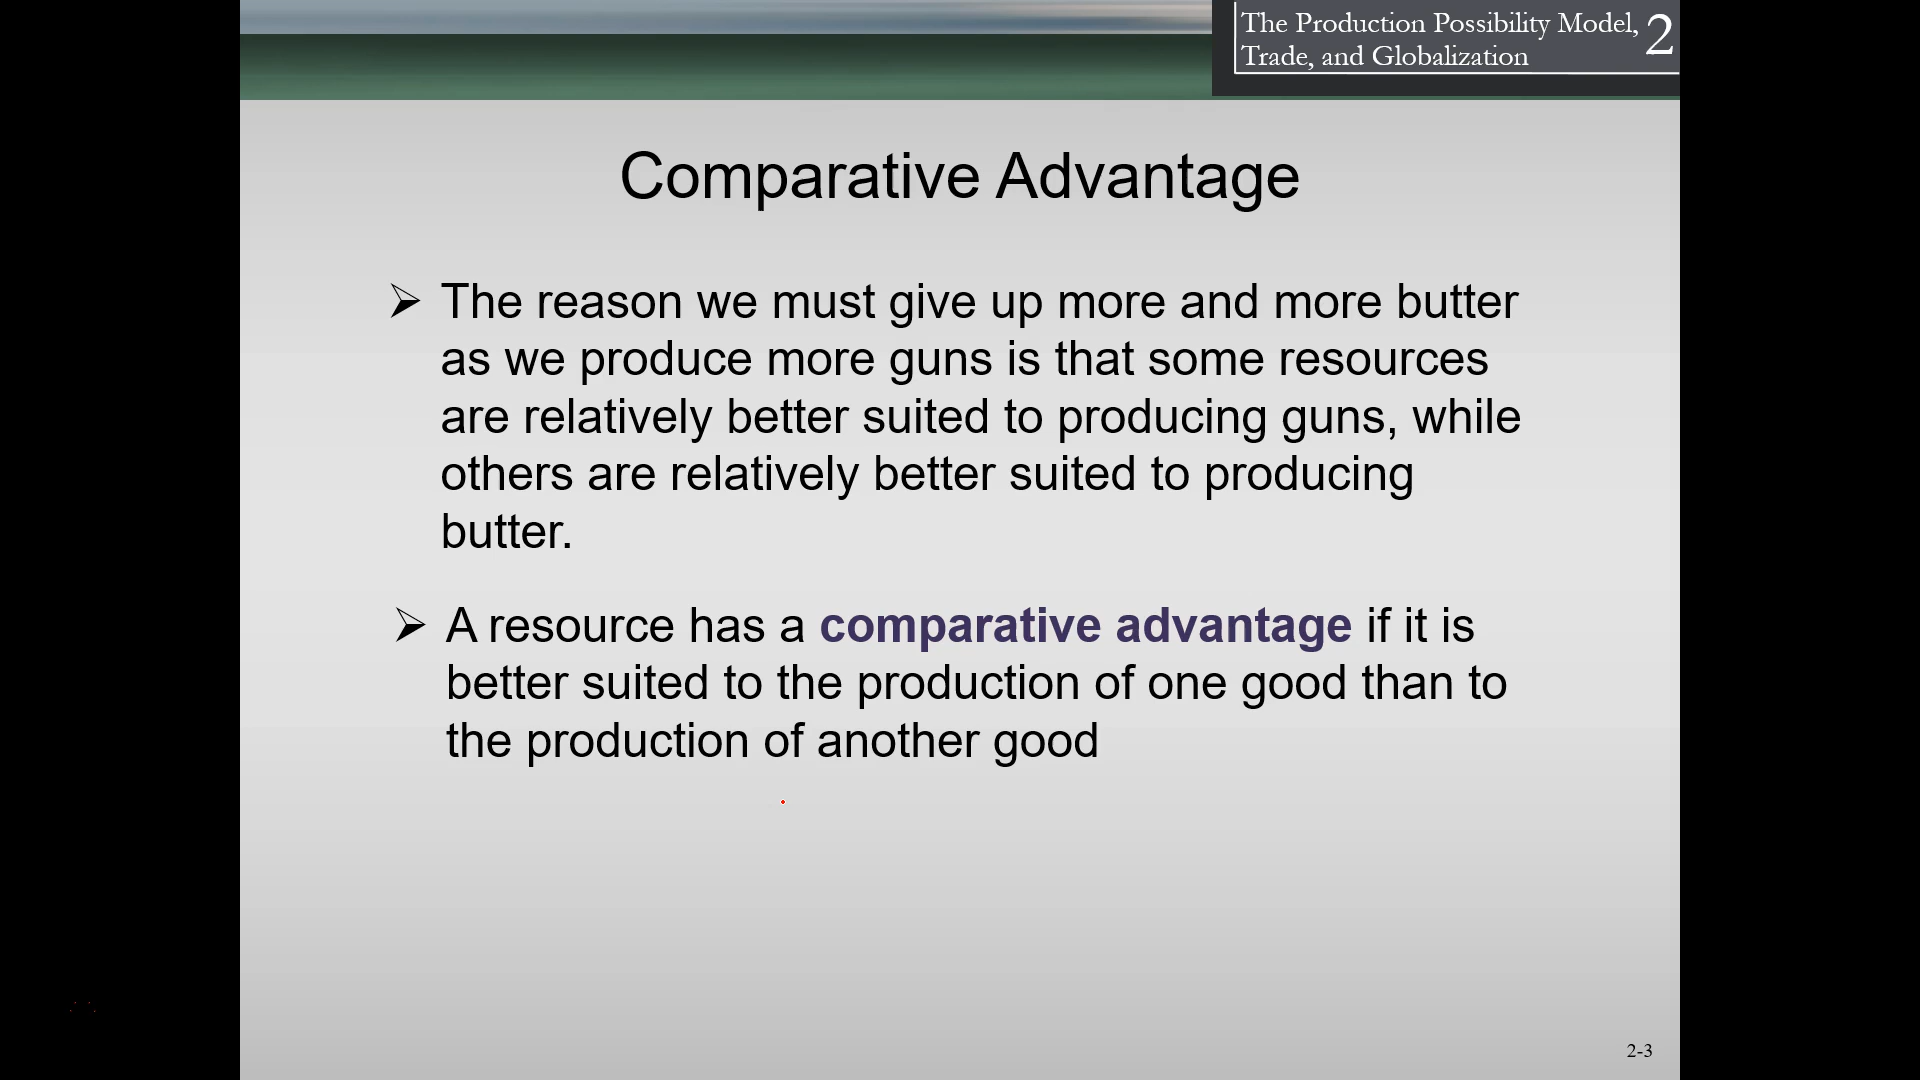 The Production Possibility Model, 2
Trade, and Globalization
Comparative Advantage
➢ The reason we must give up more and more butter
as we produce more guns is that some resources
are relatively better suited to producing guns, while
others are relatively better suited to producing
butter.
➢ A resource has a comparative advantage if it is
better suited to the production of one good than to
the production of another good
2-3